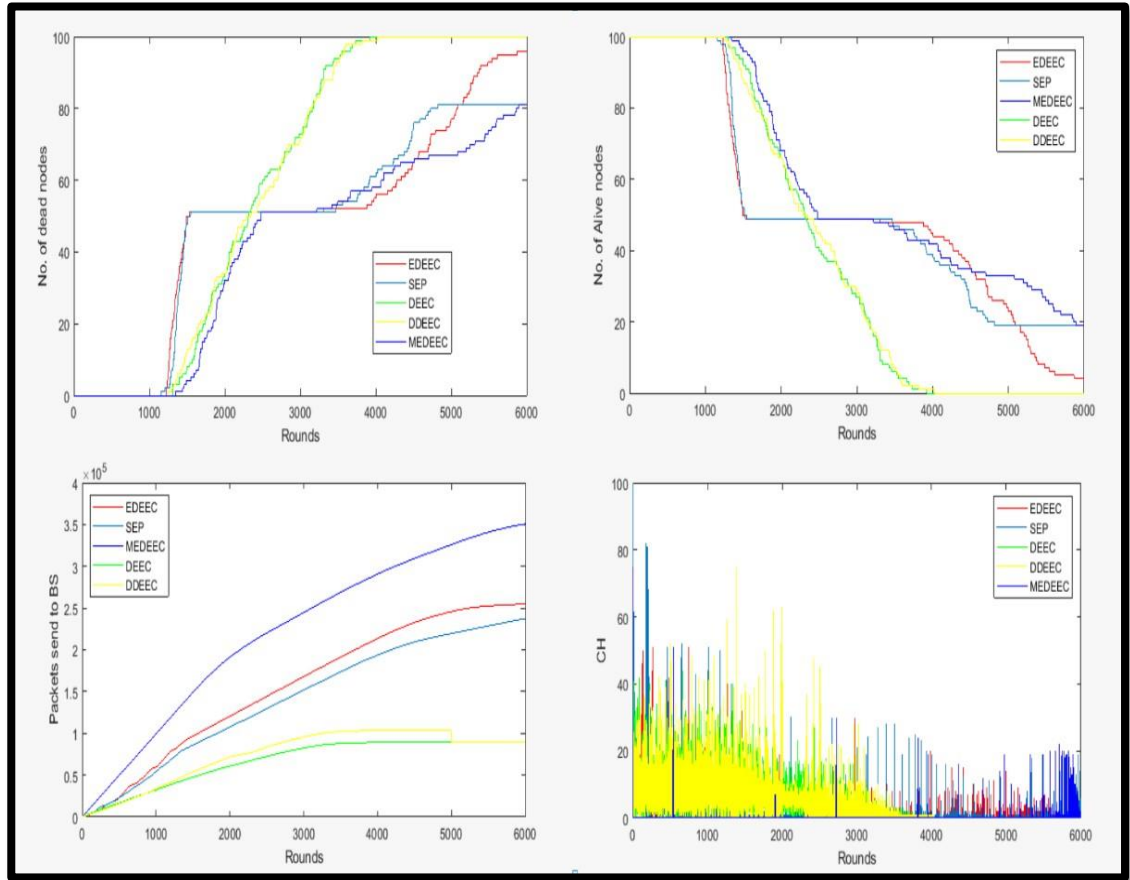 No. of dead nodes
100
80
60
40
20
0
0 1000 2000 3000 4000 5000 6000
Rounds
EDEEC
SEP
DEEC
DDEEC
MEDEEC
No. of Alive nodes
100
80
60
40
20
0
0 1000 2000 3000 4000 5000 6000
Rounds
EDEEC
SEP
MEDEEC
DEEC
DDEEC
Packets send to BS
×10^5
4
3.5
3
2.5
2
1.5
1
0.5
0
0 1000 2000 3000 4000 5000 6000
Rounds
EDEEC
SEP
MEDEEC
DEEC
DDEEC
CH
100
80
60
40
20
0
0 1000 2000 3000 4000 5000 6000
Rounds
EDEEC
SEP
DEEC
DDEEC
MEDEEC